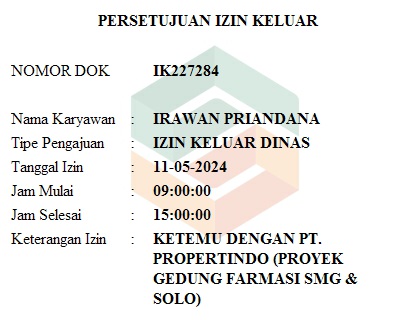 PERSETUJUAN IZIN KELUAR
NOMOR DOK IK227284
Nama Karyawan : IRAWAN PRIANDANA
Tipe Pengajuan : IZIN KELUAR DINAS
Tanggal Izin : 11-05-2024
Jam Mulai : 09:00:00
Jam Selesai : 15:00:00
Keterangan Izin : KETEMU DENGAN PT.
PROPERTINDO (PROYEK
GEDUNG FARMASI SMG &
SOLO)